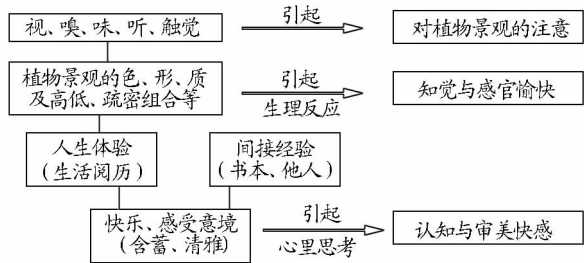 视、嗅、味、听、触觉
引起
对植物景观的注意
植物景观的色、形、质
及高低、疏密组合等
引起
生理反应
知觉与感官愉快
人生体验
(生活阅历)
间接经验
(书本、他人)
快乐、感受意境
(含蓄、清雅)
引起
心里思考
认知与审美快感